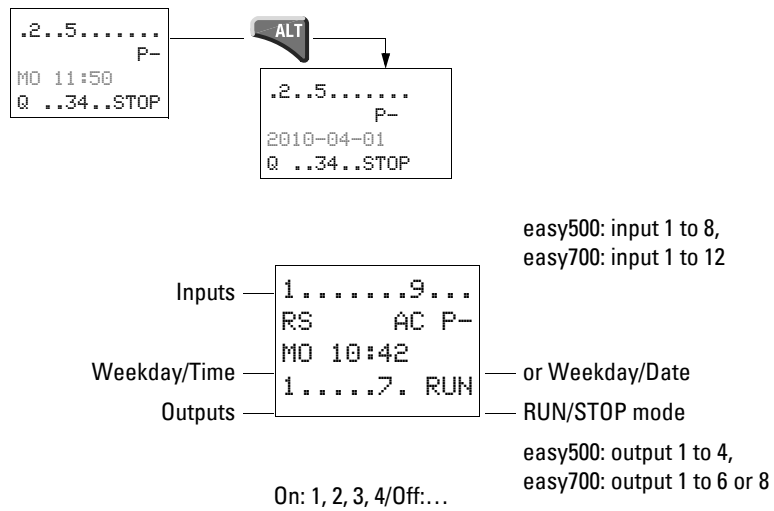 .2..5.......
P-
MO 11:50
Q ..34..STOP
ALT
.2..5.......
P-
2010-04-01
Q ..34..STOP
easy500: input 1 to 8,
easy700: input 1 to 12
Inputs
1.......9...
RS AC P-
MO 10:42
1.....7. RUN
Weekday/Time
or Weekday/Date
Outputs
RUN/STOP mode
easy500: output 1 to 4,
easy700: output 1 to 6 or 8
On: 1, 2, 3, 4/Off:…